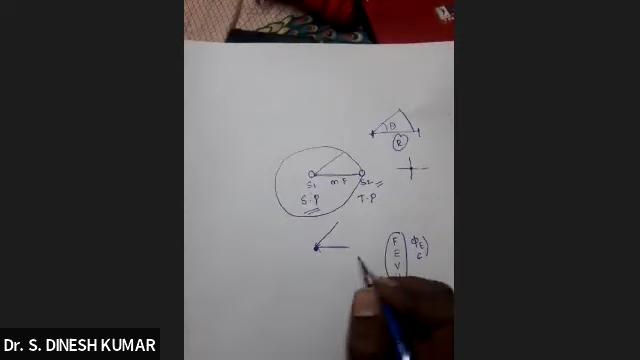 θ
R
S1 m F S2
S.P T.P
F φE
E
V
Dr. S. DINESH KUMAR